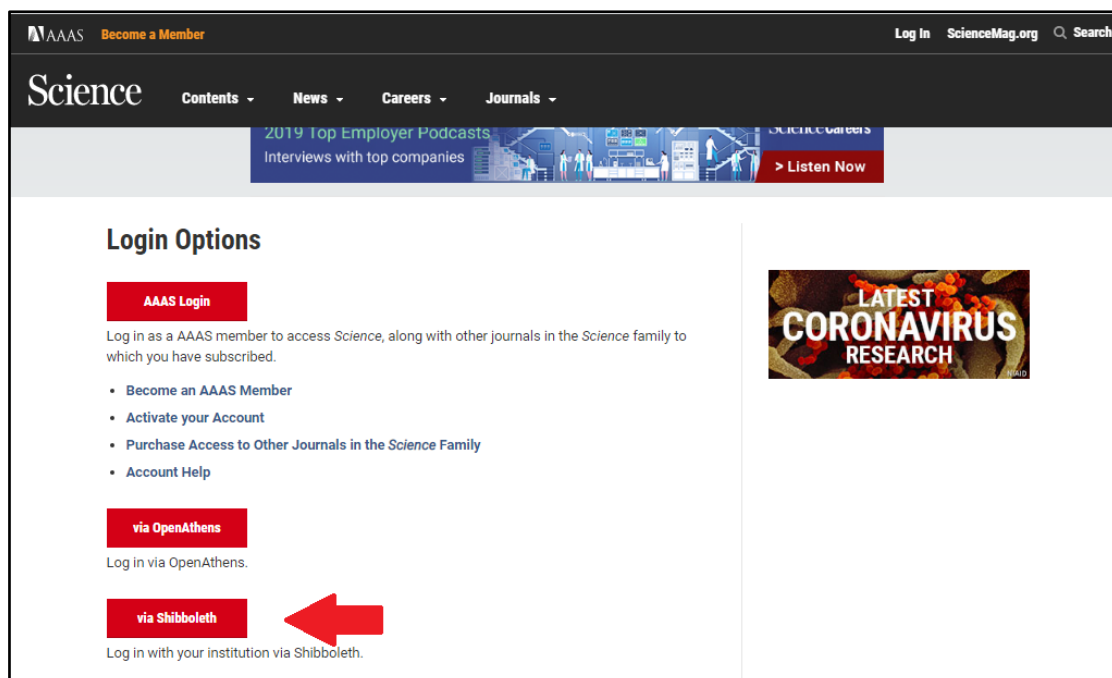 AAAS Become a Member Log In ScienceMag.org Search
Science Contents News Careers Journals
2019 Top Employer Podcasts Science Careers
Interviews with top companies > Listen Now
Login Options
AAAS Login
Log in as a AAAS member to access Science, along with other journals in the Science family to
which you have subscribed.
• Become an AAAS Member
• Activate your Account
• Purchase Access to Other Journals in the Science Family
• Account Help
via OpenAthens
Log in via OpenAthens.
via Shibboleth
Log in with your institution via Shibboleth.
LATEST
CORONAVIRUS
RESEARCH
NIAID